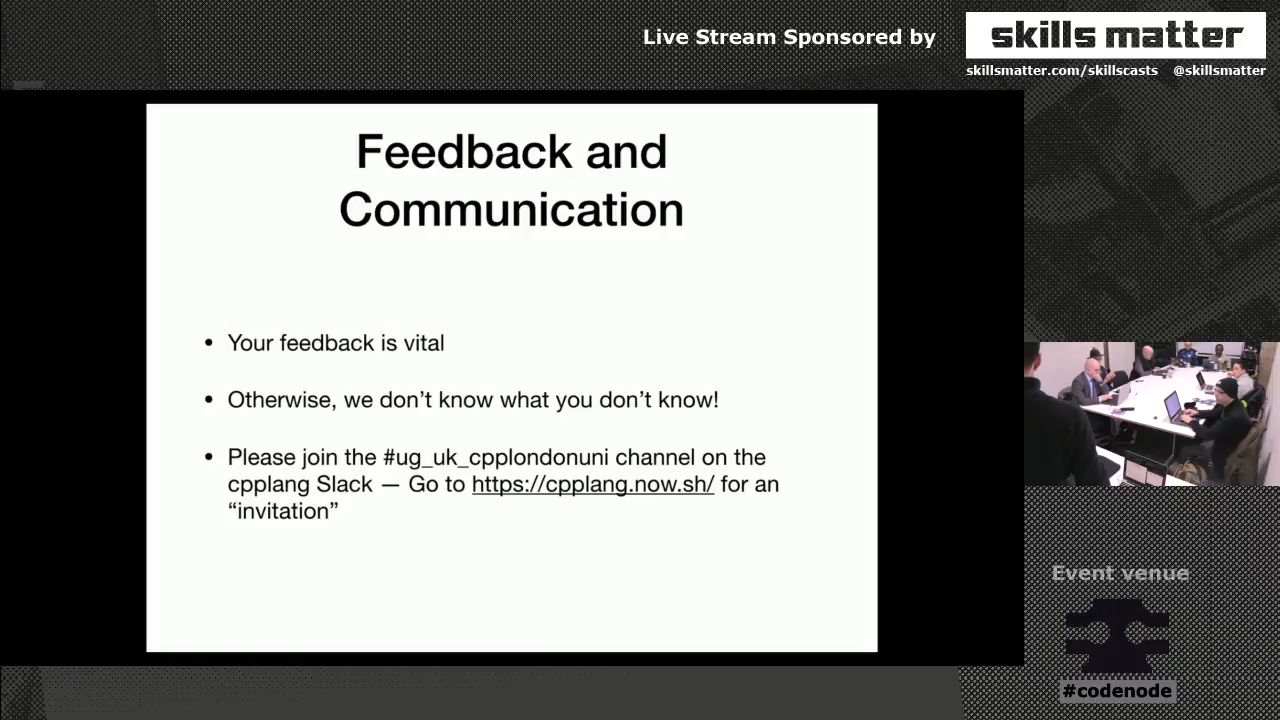 Live Stream Sponsored by
skills matter
skillsmatter.com/skillscasts @skillsmatter
Feedback and
Communication
• Your feedback is vital
• Otherwise, we don’t know what you don’t know!
• Please join the #ug_uk_cpplondonuni channel on the
cpplang Slack — Go to https://cpplang.now.sh/ for an
“invitation”
Event venue
#codenode